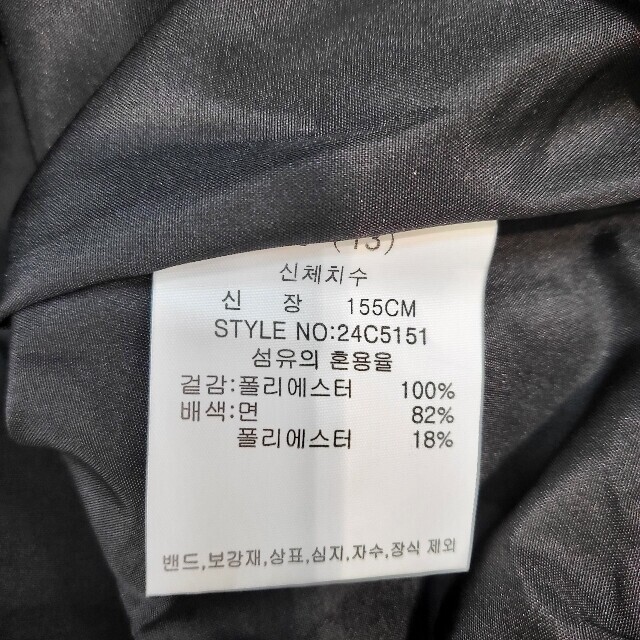 (13)
신체치수
신 장 155CM
STYLE NO:24C5151
섬유의 혼용율
겉감:폴리에스터 100%
배색:면 82%
폴리에스터 18%
밴드,보강재,상표,심지,자수,장식 제외